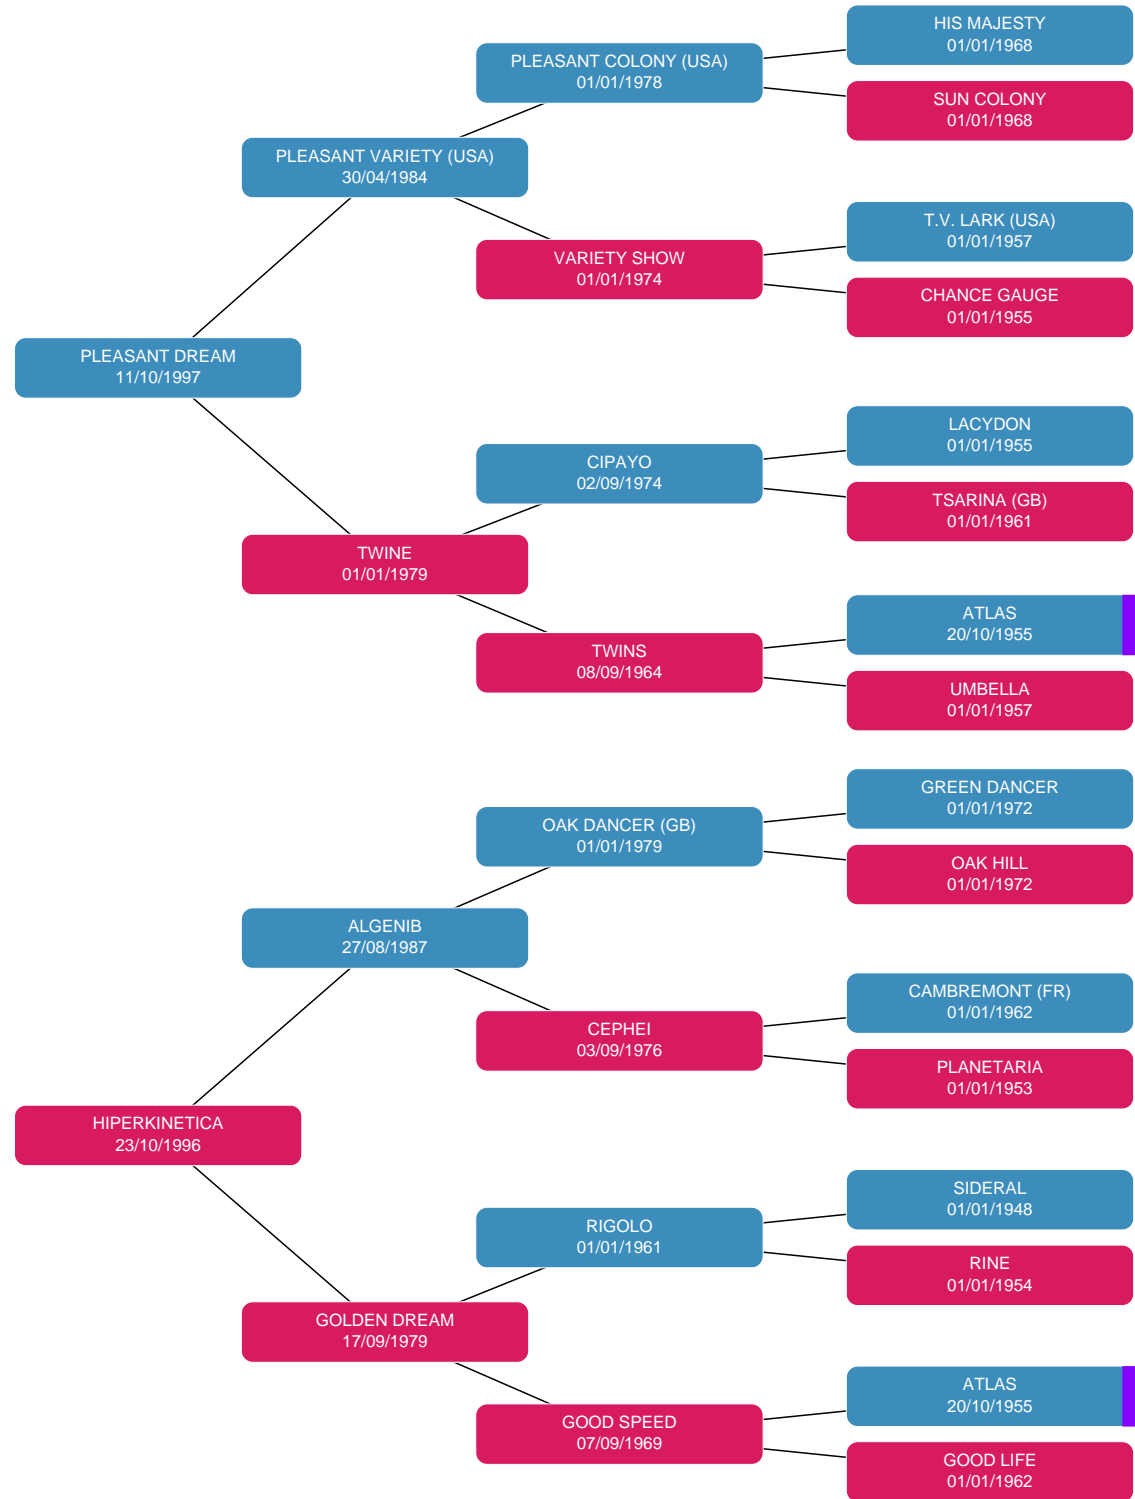 HIS MAJESTY
01/01/1968
PLEASANT COLONY (USA)
01/01/1978
SUN COLONY
01/01/1968
PLEASANT VARIETY (USA)
30/04/1984
T.V. LARK (USA)
01/01/1957
VARIETY SHOW
01/01/1974
CHANCE GAUGE
01/01/1955
PLEASANT DREAM
11/10/1997
LACYDON
01/01/1955
CIPAYO
02/09/1974
TSARINA (GB)
01/01/1961
TWINE
01/01/1979
ATLAS
20/10/1955
TWINS
08/09/1964
UMBELLA
01/01/1957
GREEN DANCER
01/01/1972
OAK DANCER (GB)
01/01/1979
OAK HILL
01/01/1972
ALGENIB
27/08/1987
CAMBREMONT (FR)
01/01/1962
CEPHEI
03/09/1976
PLANETARIA
01/01/1953
HIPERKINETICA
23/10/1996
SIDERAL
01/01/1948
RIGOLO
01/01/1961
RINE
01/01/1954
GOLDEN DREAM
17/09/1979
ATLAS
20/10/1955
GOOD SPEED
07/09/1969
GOOD LIFE
01/01/1962